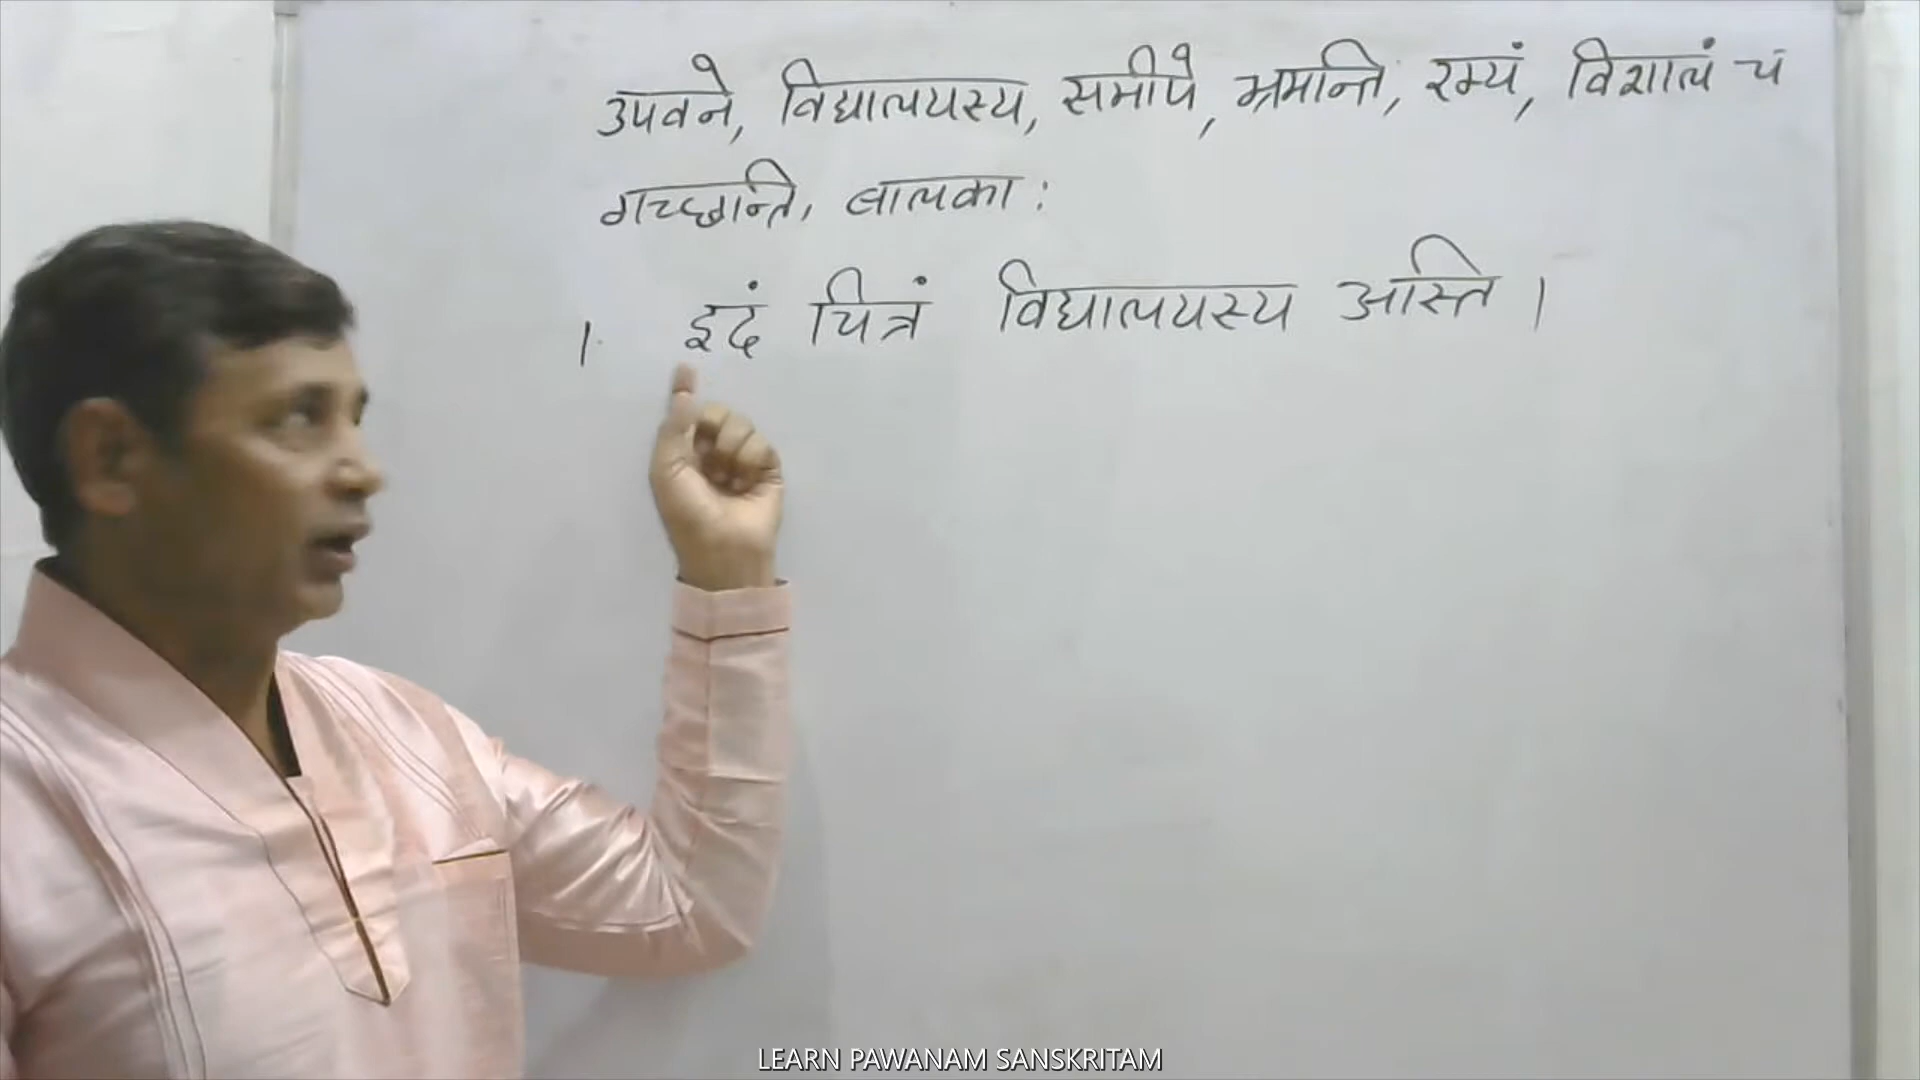 उपवने, विद्यालयस्य, समीपे, भ्रमन्ति, रम्यं, विशालं च
गच्छन्ति, बालका:
1. इदं चित्रं विद्यालयस्य अस्ति ।
LEARN PAWANAM SANSKRITAM